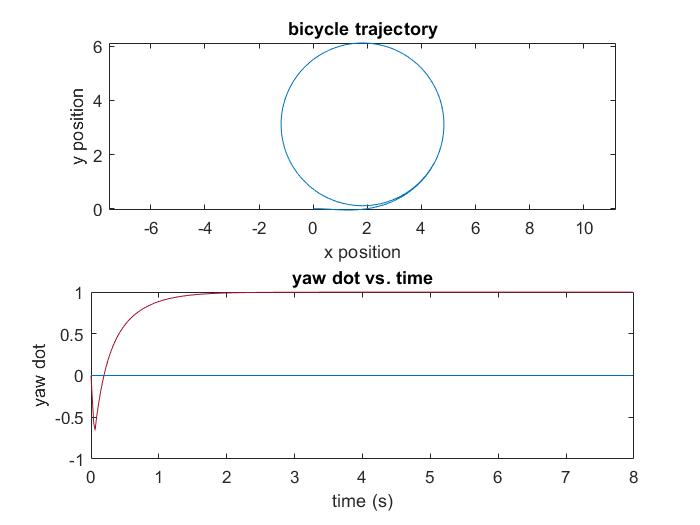 bicycle trajectory
6
4
2
0
y position
-6 -4 -2 0 2 4 6 8 10
x position
yaw dot vs. time
1
0.5
0
-0.5
-1
yaw dot
0 1 2 3 4 5 6 7 8
time (s)